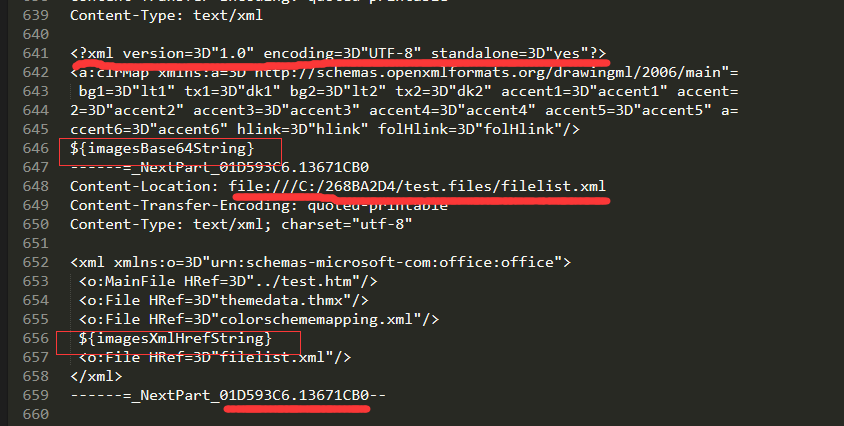 638 Content-Transfer-Encoding: quoted-printable
639 Content-Type: text/xml
640
641 <?xml version=3D"1.0" encoding=3D"UTF-8" standalone=3D"yes"?>
642 <a:clrMap xmlns:a=3D"http://schemas.openxmlformats.org/drawingml/2006/main"=
643  bg1=3D"lt1" tx1=3D"dk1" bg2=3D"lt2" tx2=3D"dk2" accent1=3D"accent1" accent=
644 2=3D"accent2" accent3=3D"accent3" accent4=3D"accent4" accent5=3D"accent5" a=
645 ccent6=3D"accent6" hlink=3D"hlink" folHlink=3D"folHlink"/>
646 ${imagesBase64String}
647 ------=_NextPart_01D593C6.13671CB0
648 Content-Location: file:///C:/268BA2D4/test.files/filelist.xml
649 Content-Transfer-Encoding: quoted-printable
650 Content-Type: text/xml; charset="utf-8"
651
652 <xml xmlns:o=3D"urn:schemas-microsoft-com:office:office">
653  <o:MainFile HRef=3D"../test.htm"/>
654  <o:File HRef=3D"themedata.thmx"/>
655  <o:File HRef=3D"colorschememapping.xml"/>
656  ${imagesXmlHrefString}
657  <o:File HRef=3D"filelist.xml"/>
658 </xml>
659 ------=_NextPart_01D593C6.13671CB0--
660